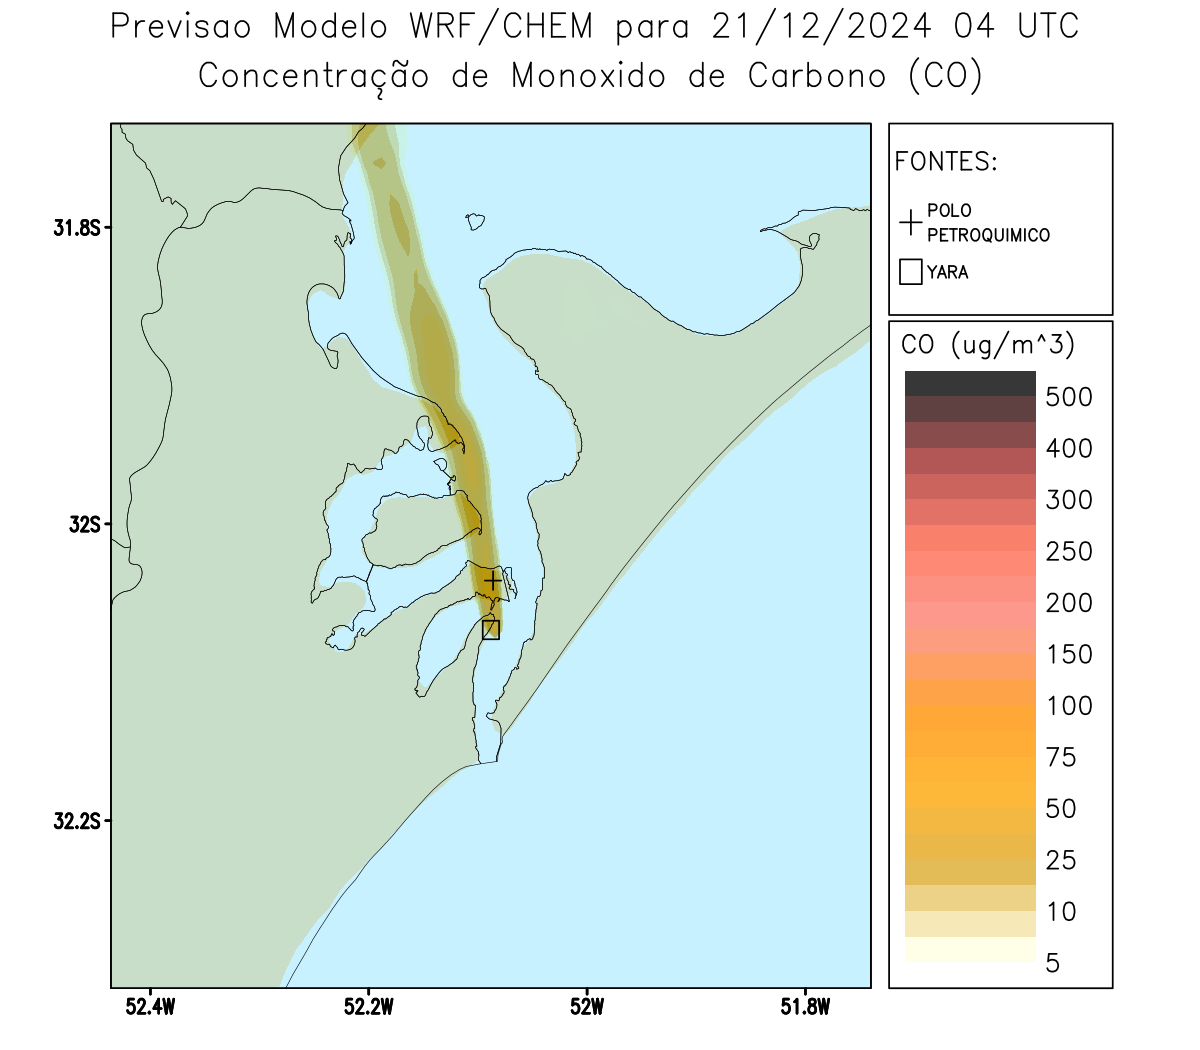 Previsao Modelo WRF/CHEM para 21/12/2024 04 UTC
Concentração de Monoxido de Carbono (CO)
FONTES:
POLO
PETROQUIMICO
YARA
CO (ug/m^3)
500
400
300
250
200
150
100
75
50
25
10
5
31.8S
32S
32.2S
52.4W
52.2W
52W
51.8W